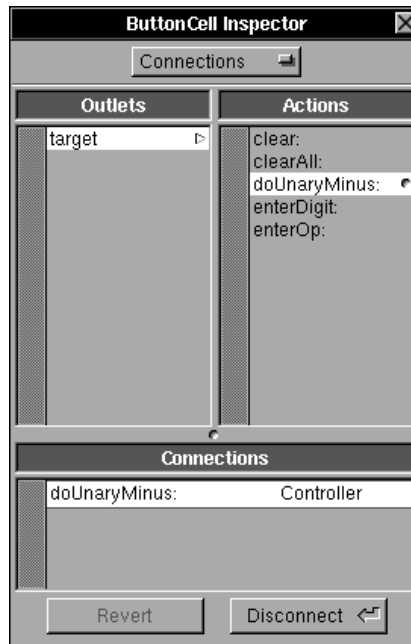 ButtonCell Inspector
Connections
Outlets
Actions
target
clear:
clearAll:
doUnaryMinus:
enterDigit:
enterOp:
Connections
doUnaryMinus: Controller
Revert
Disconnect